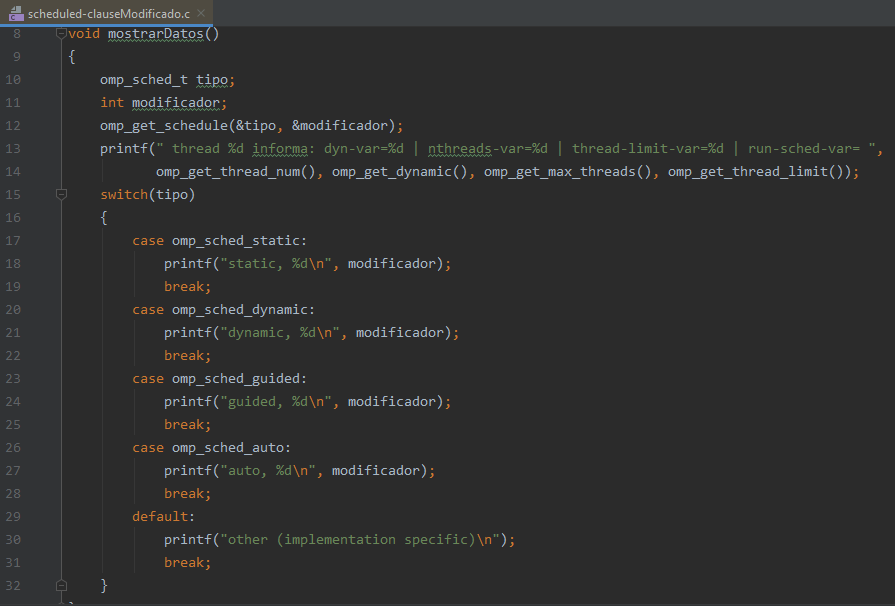 scheduled-clauseModificado.c
8 void mostrarDatos()
9 {
10 omp_sched_t tipo;
11 int modificador;
12 omp_get_schedule(&tipo, &modificador);
13 printf(" thread %d informa: dyn-var=%d | nthreads-var=%d | thread-limit-var=%d | run-sched-var= ",
14 omp_get_thread_num(), omp_get_dynamic(), omp_get_max_threads(), omp_get_thread_limit());
15 switch(tipo)
16 {
17 case omp_sched_static:
18 printf("static, %d\n", modificador);
19 break;
20 case omp_sched_dynamic:
21 printf("dynamic, %d\n", modificador);
22 break;
23 case omp_sched_guided:
24 printf("guided, %d\n", modificador);
25 break;
26 case omp_sched_auto:
27 printf("auto, %d\n", modificador);
28 break;
29 default:
30 printf("other (implementation specific)\n");
31 break;
32 }